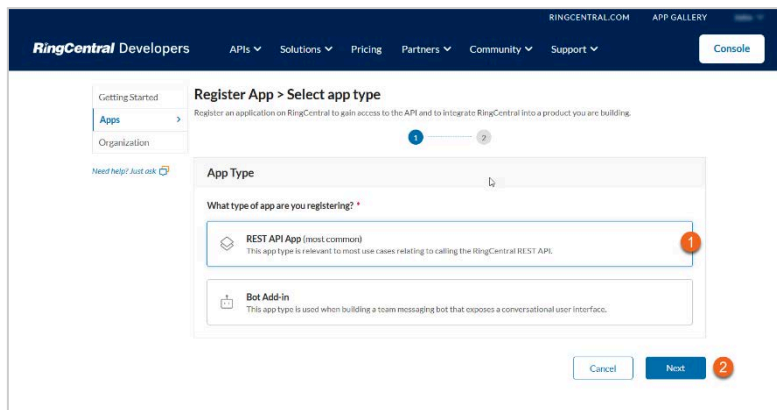 RINGCENTRAL.COM APP GALLERY
RingCentral Developers APIs Solutions Pricing Partners Community Support Console
Getting Started
Apps
Organization
Need help? Just ask
Register App > Select app type
Register an application on RingCentral to gain access to the API and to integrate RingCentral into a product you are building.
1 2
App Type
What type of app are you registering? *
REST API App (most common)
This app type is relevant to most use cases relating to calling the RingCentral REST API.
1
Bot Add-in
This app type is used when building a team messaging bot that exposes a conversational user interface.
Cancel Next 2